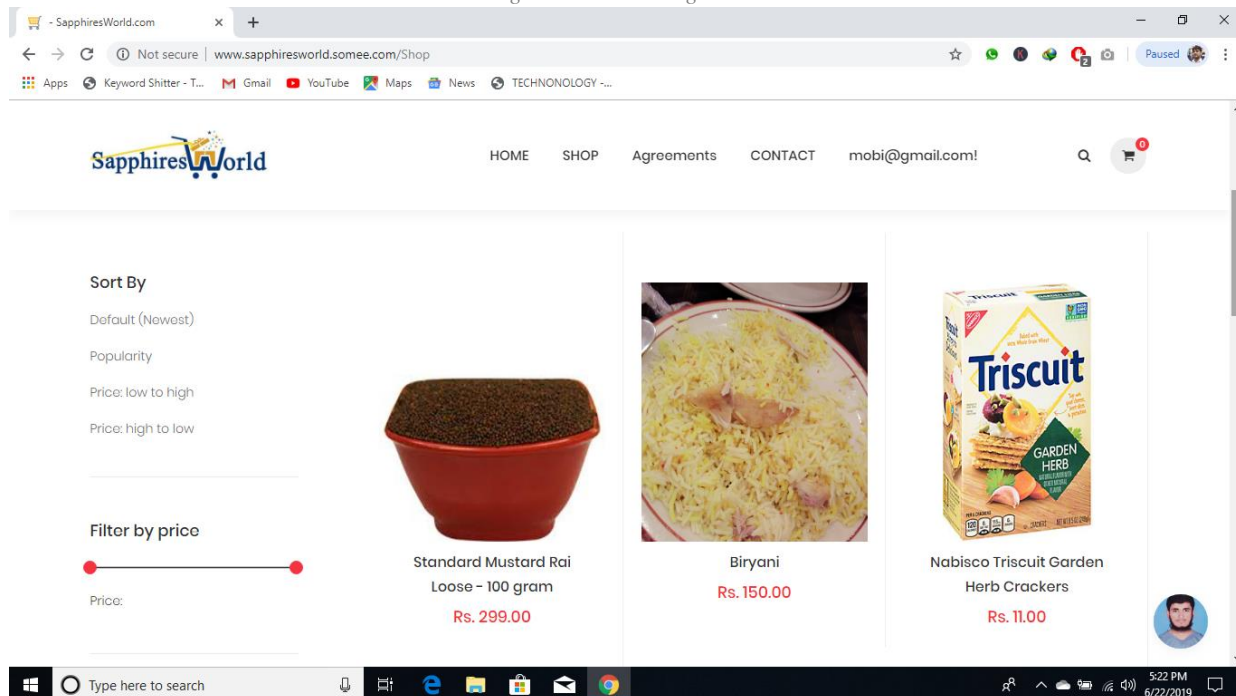 - SapphiresWorld.com
Not secure | www.sapphiresworld.somee.com/Shop
2
Paused
Apps
Keyword Shitter - T...
Gmail
YouTube
Maps
News
TECHNONOLOGY -...
SapphiresWorld
HOME
SHOP
Agreements
CONTACT
mobi@gmail.com!
0
Sort By
Default (Newest)
Popularity
Price: low to high
Price: high to low
Filter by price
Price:
Standard Mustard Rai
Loose - 100 gram
Rs. 299.00
Biryani
Rs. 150.00
Triscuit
Triscuit
GARDEN
HERB
Nabisco Triscuit Garden
Herb Crackers
Rs. 11.00
Type here to search
5:22 PM
6/22/2019